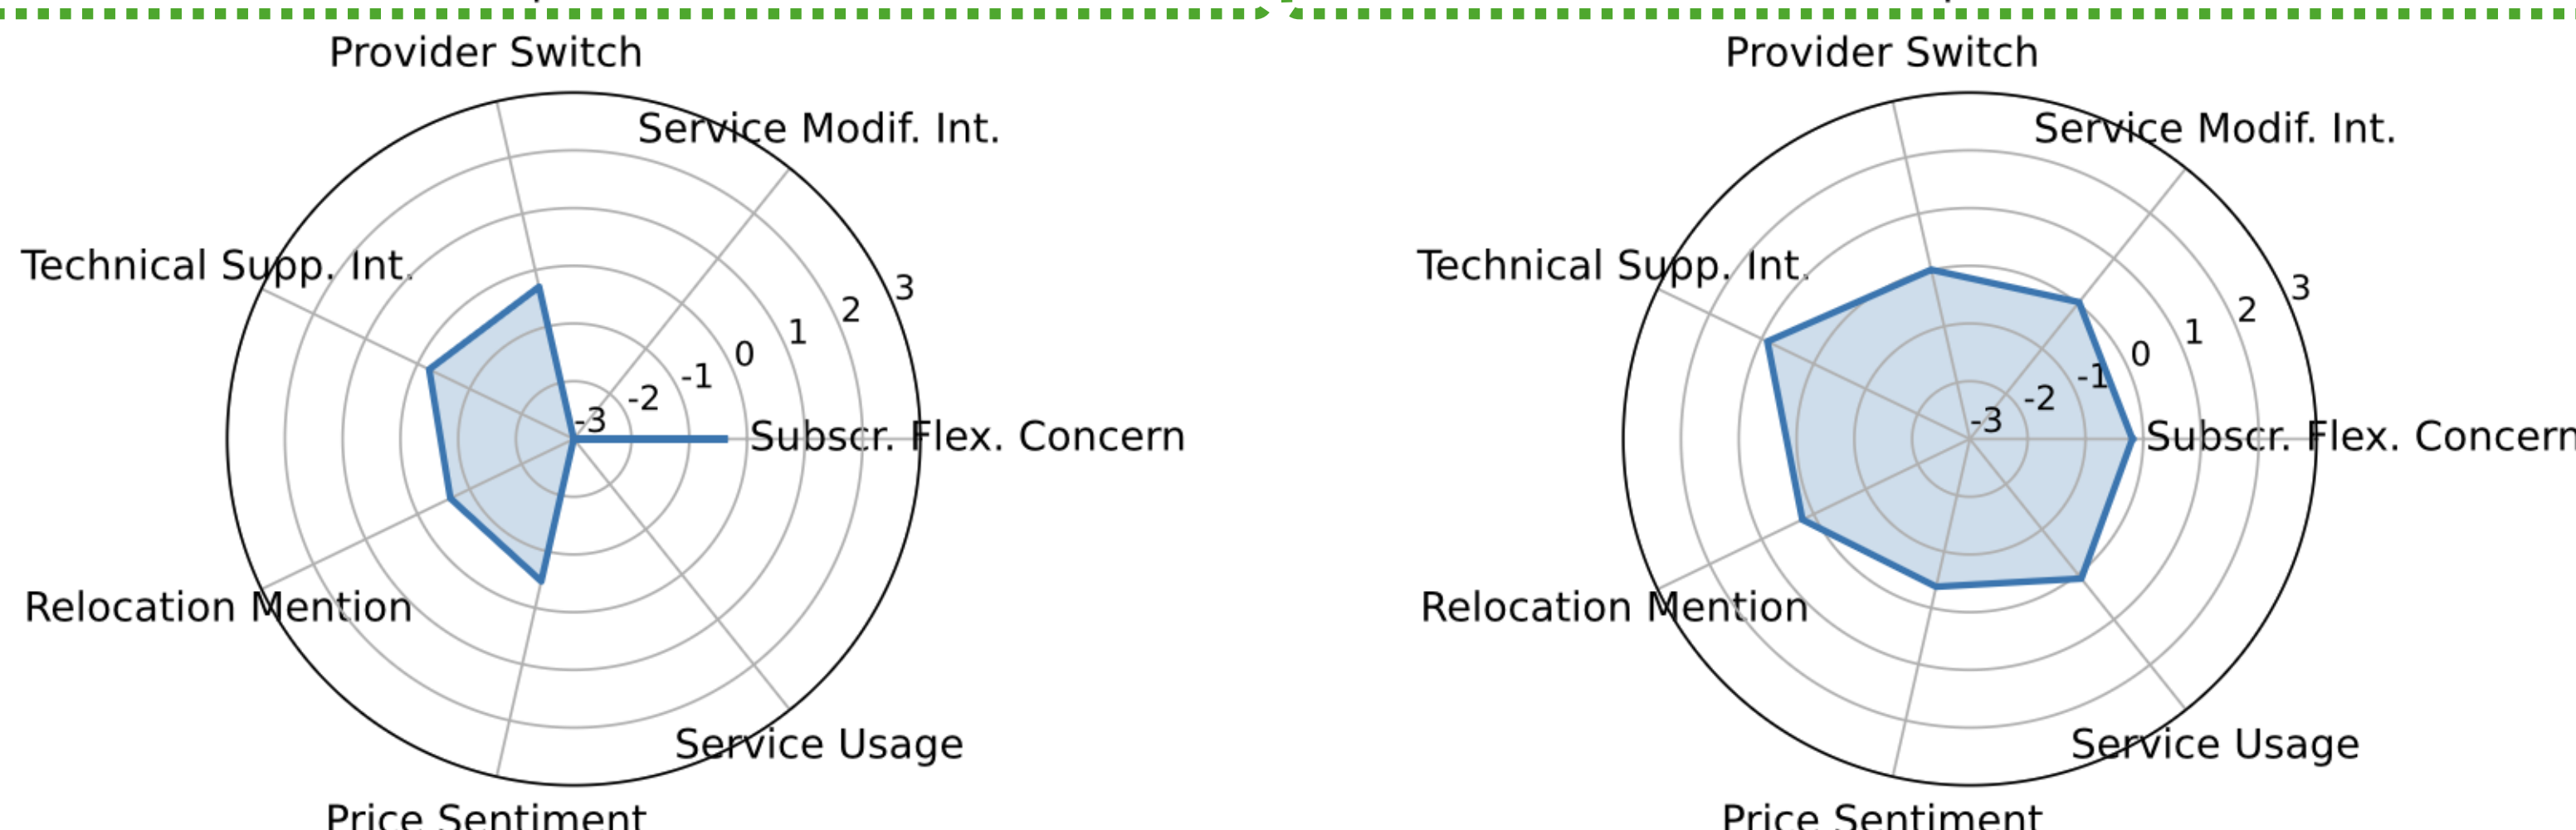 Provider Switch
Service Modif. Int.
Technical Supp. Int.
3
2
1
0
-1
-2
-3
Subscr. Flex. Concern
Relocation Mention
Service Usage
Price Sentiment
Provider Switch
Service Modif. Int.
Technical Supp. Int.
3
2
1
0
-1
-2
-3
Subscr. Flex. Concern
Relocation Mention
Service Usage
Price Sentiment